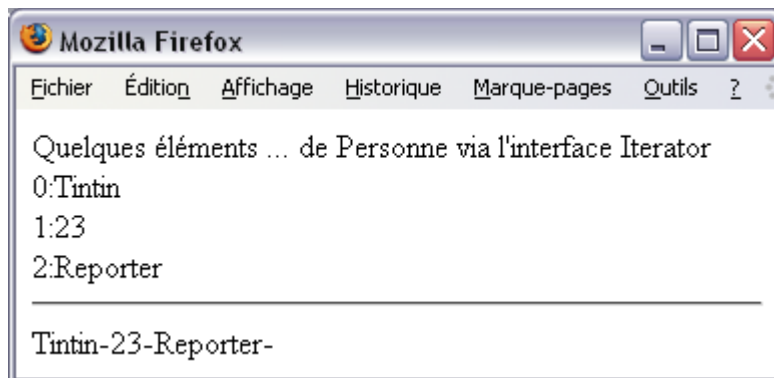 Mozilla Firefox
Fichier Édition Affichage Historique Marque-pages Outils ?
Quelques éléments ... de Personne via l'interface Iterator
0:Tintin
1:23
2:Reporter
Tintin-23-Reporter-